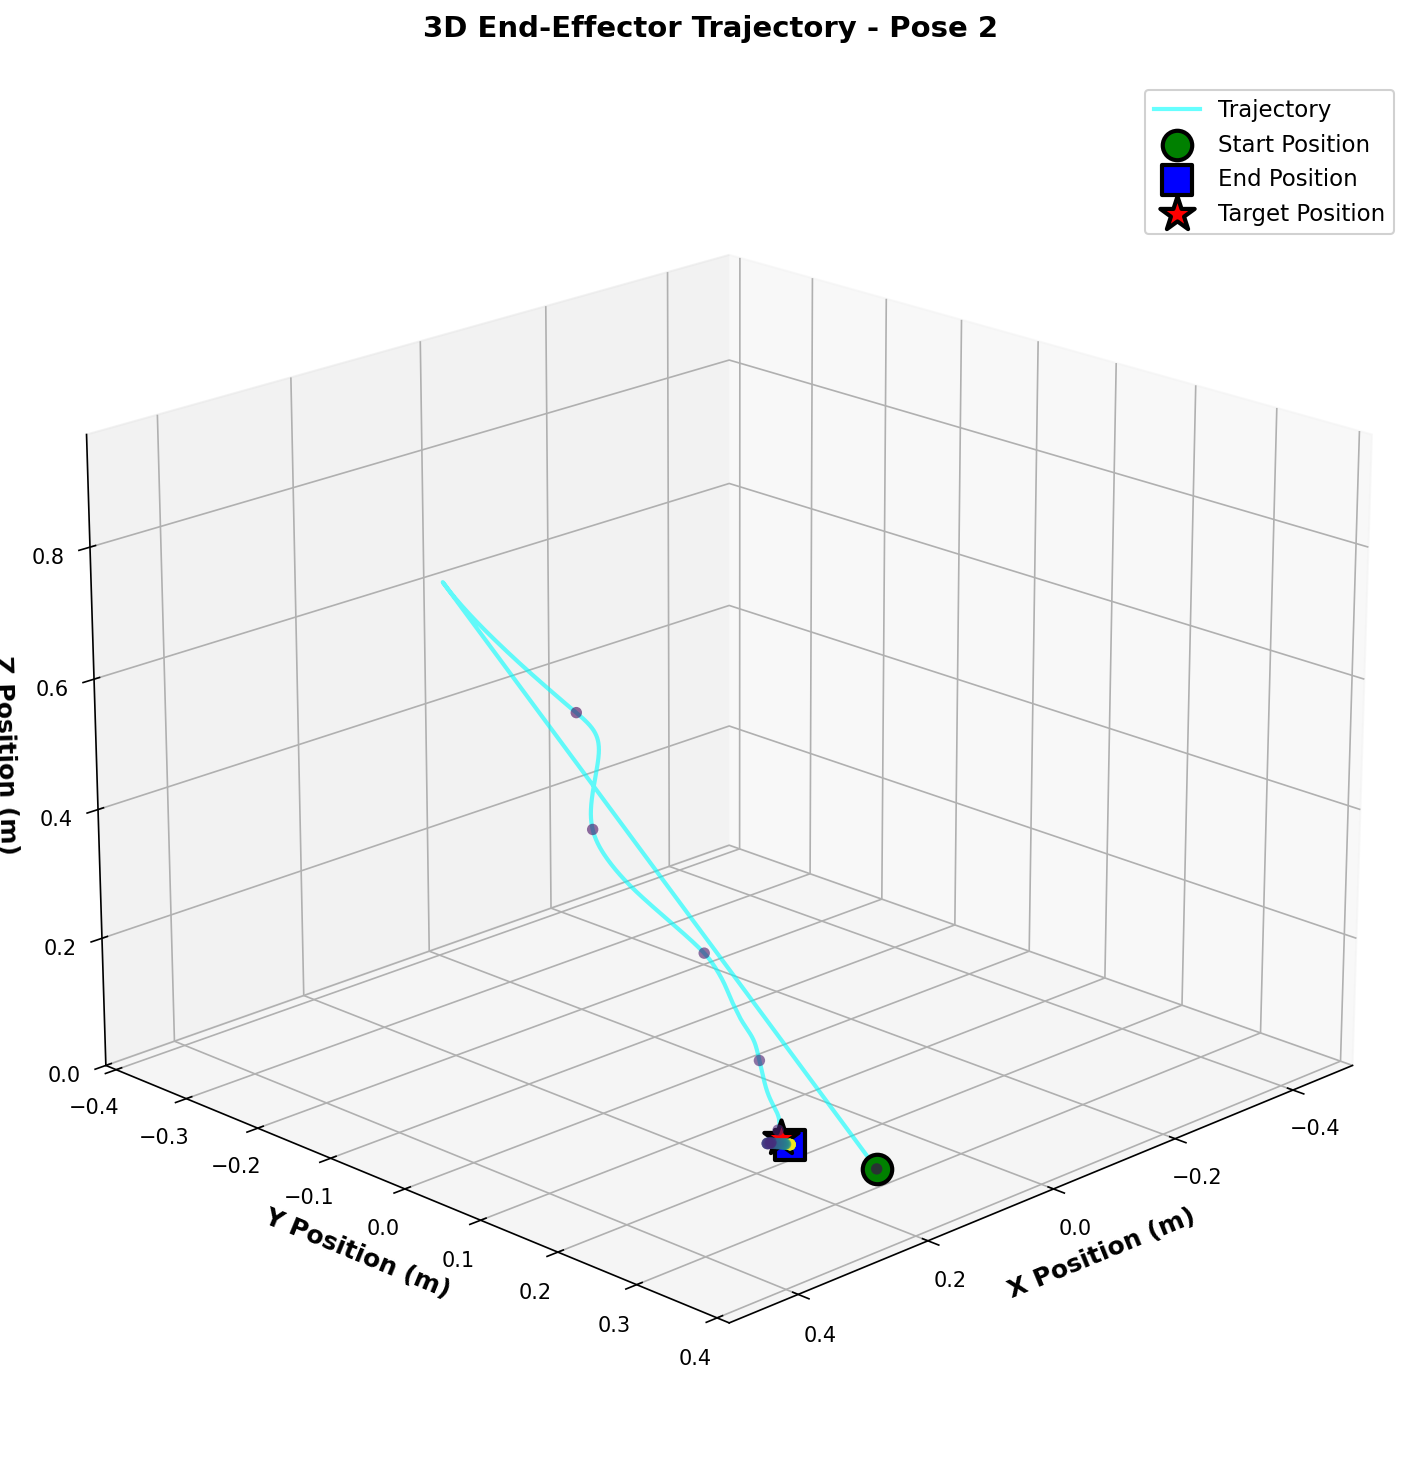 3D End-Effector Trajectory - Pose 2
Trajectory
Start Position
End Position
Target Position
0.8
0.6
0.4
0.2
0.0
Z Position (m)
−0.4
−0.3
−0.2
−0.1
0.0
0.1
0.2
0.3
0.4
Y Position (m)
−0.4
−0.2
0.0
0.2
0.4
X Position (m)